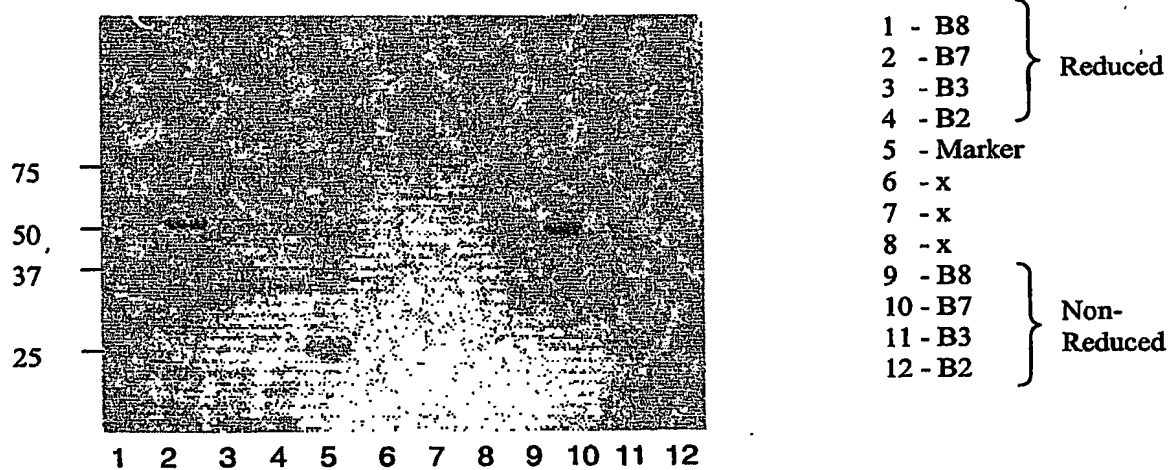 75
50
37
25
1 2 3 4 5 6 7 8 9 10 11 12
1 - B8
2 - B7
3 - B3
4 - B2
Reduced
5 - Marker
6 - x
7 - x
8 - x
9 - B8
10 - B7
11 - B3
12 - B2
Non-
Reduced